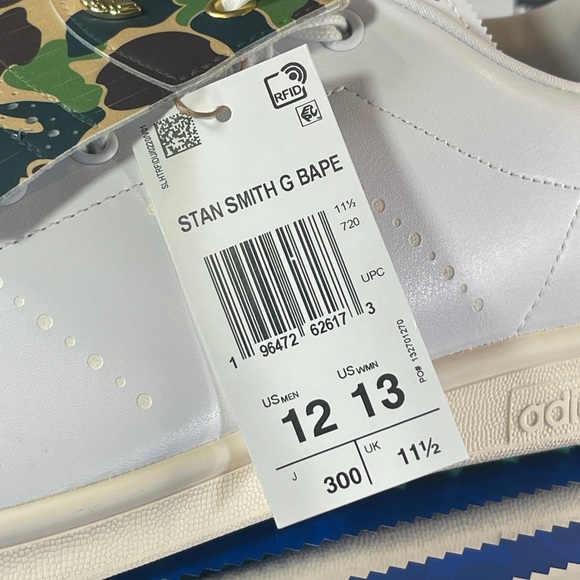 RFID
SLHTRFIDUI0220W01
STAN SMITH G BAPE
11½
720
UPC
1 96472 62617 3
PO# 132701270
US MEN 12
US WMN 13
J 300
UK 11½
adi